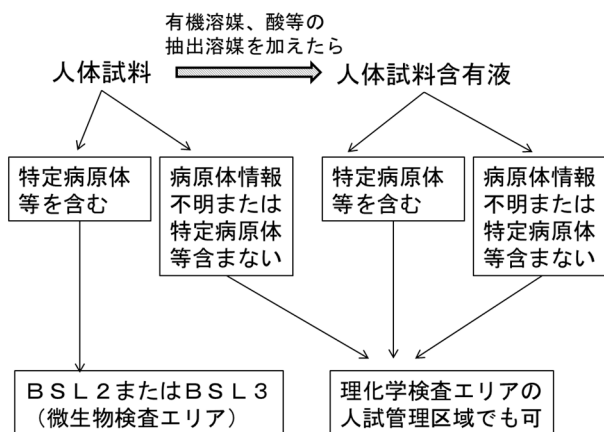 有機溶媒、酸等の
抽出溶媒を加えたら
人体試料
人体試料含有液
特定病原体
等を含む
病原体情報
不明または
特定病原体
等含まない
特定病原体
等を含む
病原体情報
不明または
特定病原体
等含まない
ＢＳＬ２またはＢＳＬ３
（微生物検査エリア）
理化学検査エリアの
人試管理区域でも可